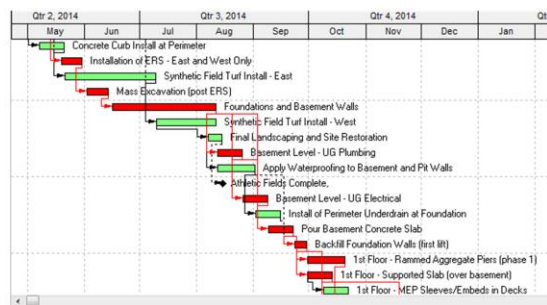 Qtr 2, 2014 Qtr 3, 2014 Qtr 4, 2014 Qt
May Jun Jul Aug Sep Oct Nov Dec
Concrete Curb Install at Perimeter
Installation of ERS - East and West Only
Synthetic Field Turf Install - East
Mass Excavation (post ERS)
Foundations and Basement Walls
Synthetic Field Turf Install - West
Final Landscaping and Site Restoration
Basement Level - UG Plumbing
Apply Waterproofing to Basement and Pit Walls
Athletic Fields Complete,
Basement Level - UG Electrical
Install of Perimeter Underdrain at Foundation
Pour Basement Concrete Slab
Backfill Foundation Walls (first lift)
1st Floor - Rammed Aggregate Piers (phase 1)
1st Floor - Supported Slab (over basement)
1st Floor - MEP Sleeves/Embeds in Decks